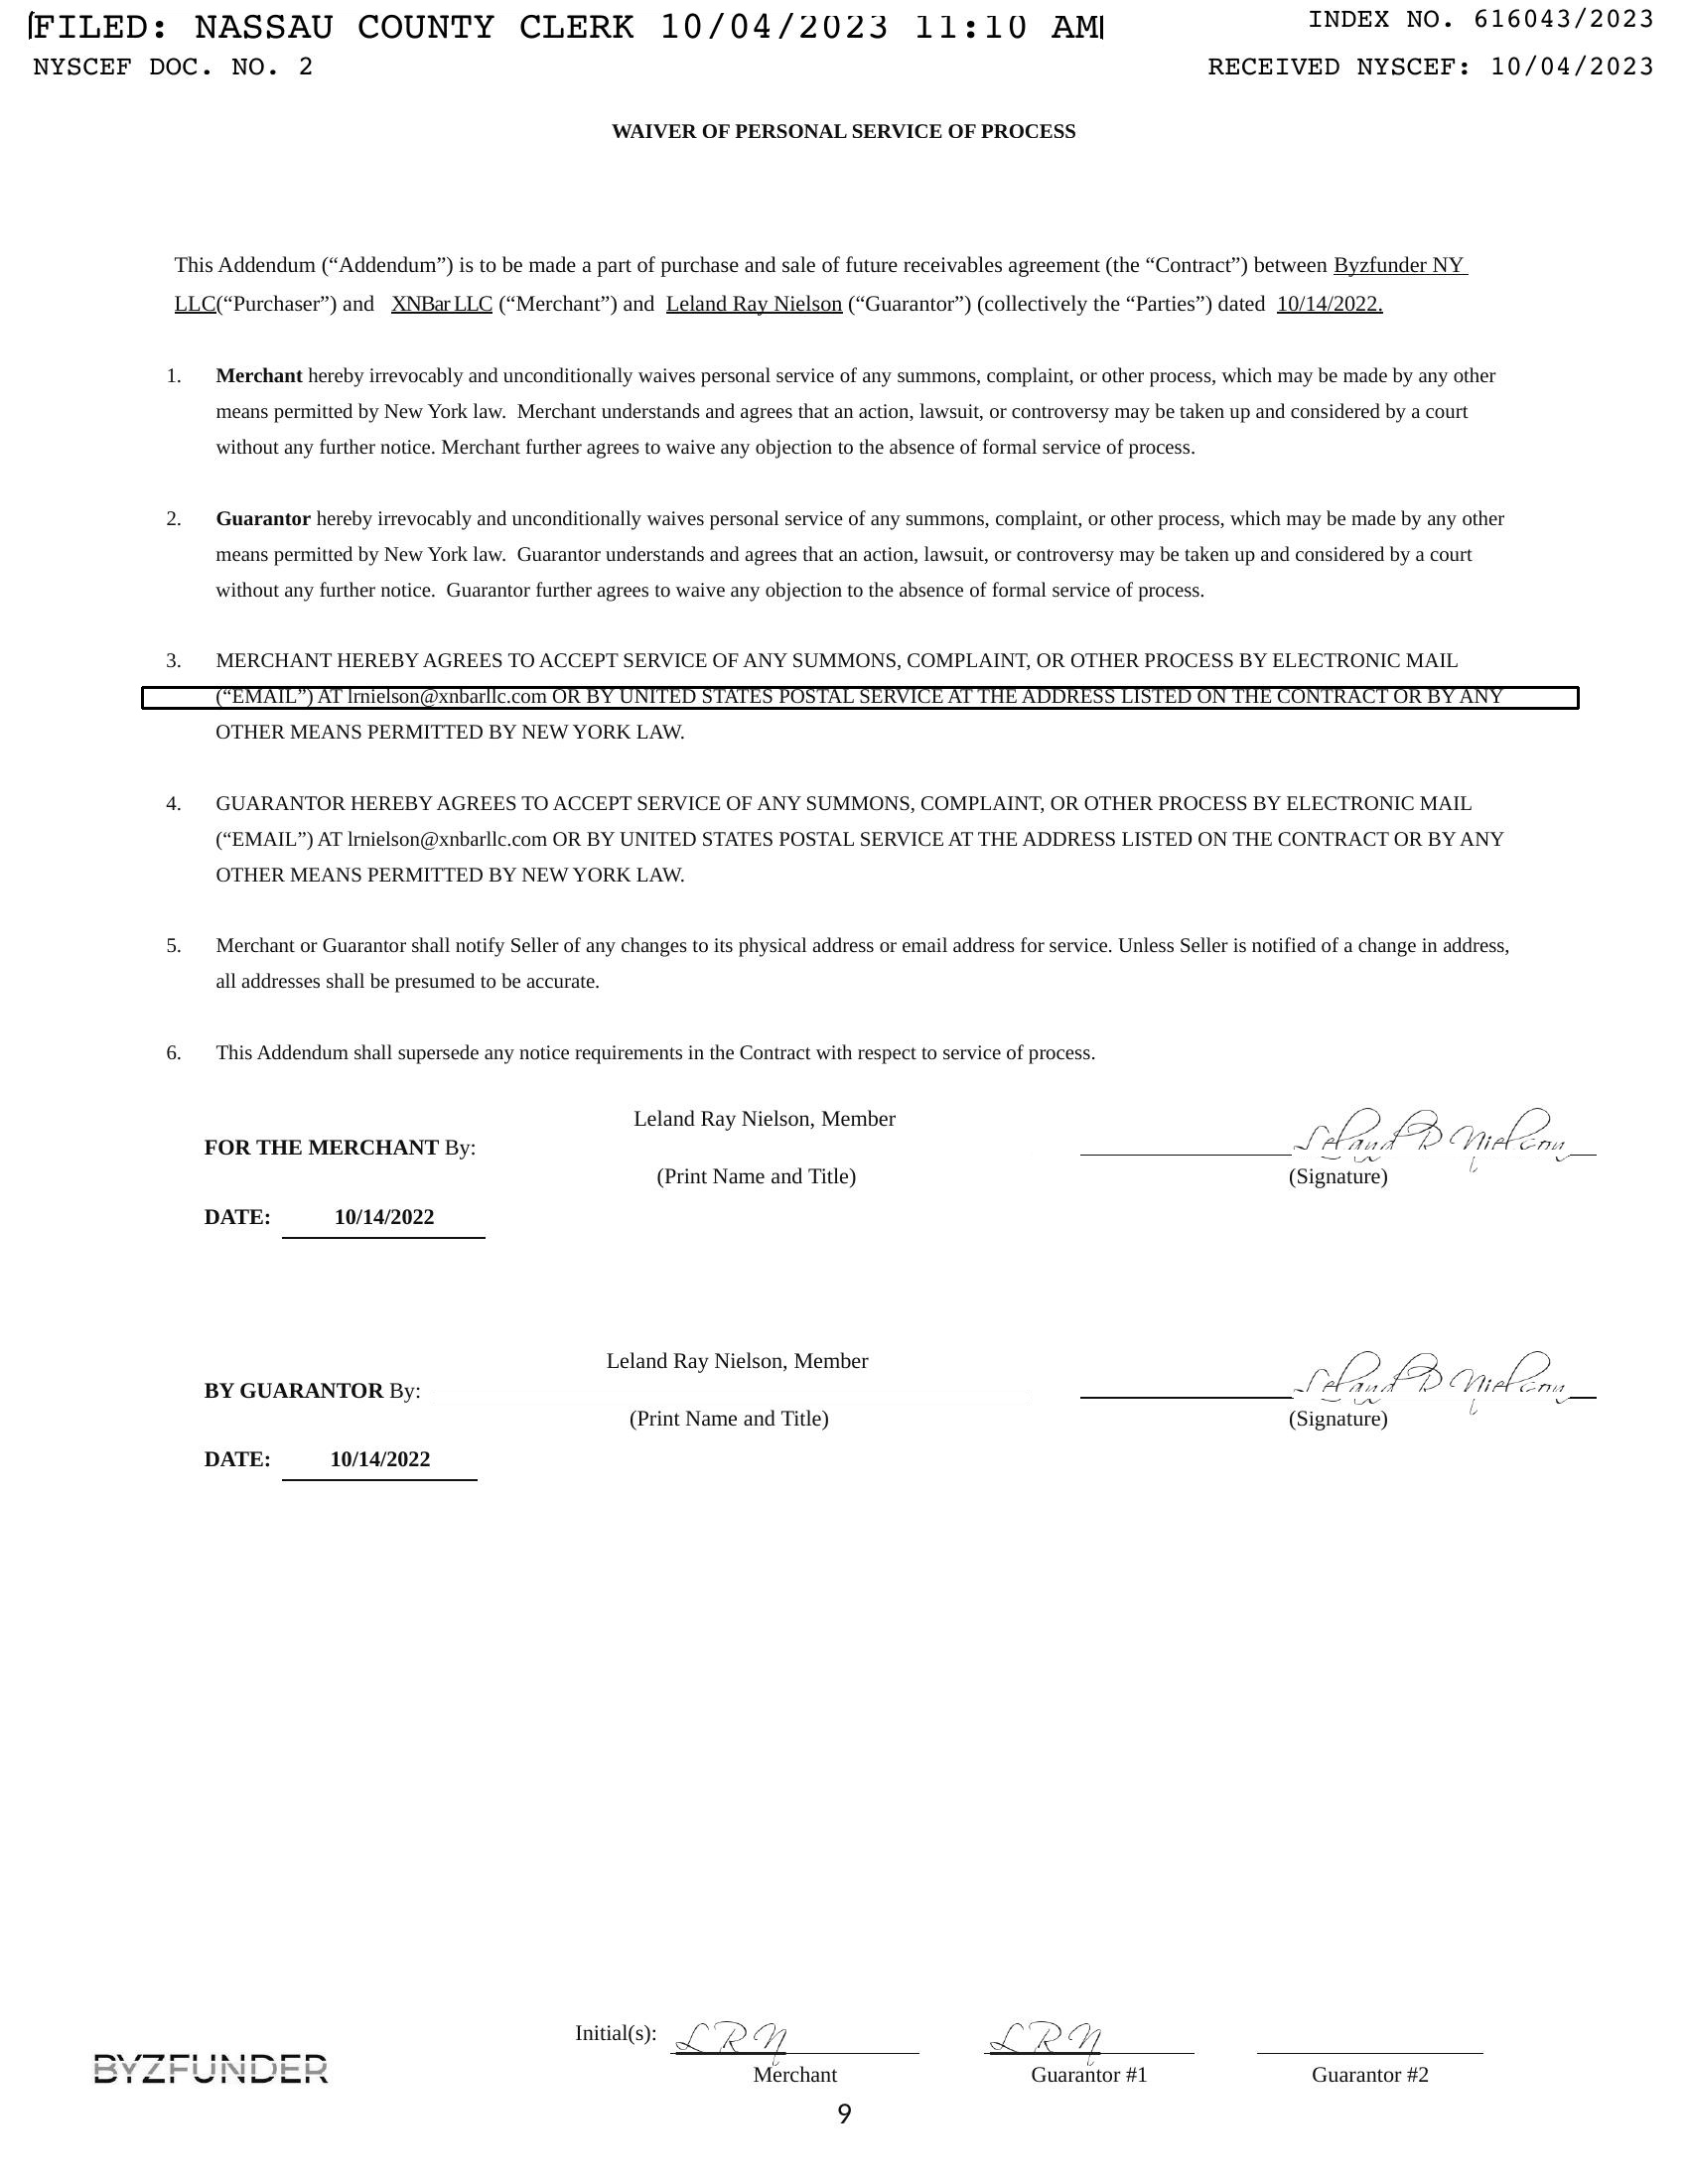 FILED: NASSAU COUNTY CLERK 10/04/2023 11:10 AM
INDEX NO. 616043/2023
NYSCEF DOC. NO. 2
RECEIVED NYSCEF: 10/04/2023
WAIVER OF PERSONAL SERVICE OF PROCESS
This Addendum (“Addendum”) is to be made a part of purchase and sale of future receivables agreement (the “Contract”) between Byzfunder NY
LLC(“Purchaser”) and XNBar LLC (“Merchant”) and Leland Ray Nielson (“Guarantor”) (collectively the “Parties”) dated 10/14/2022.
1. Merchant hereby irrevocably and unconditionally waives personal service of any summons, complaint, or other process, which may be made by any other
means permitted by New York law. Merchant understands and agrees that an action, lawsuit, or controversy may be taken up and considered by a court
without any further notice. Merchant further agrees to waive any objection to the absence of formal service of process.
2. Guarantor hereby irrevocably and unconditionally waives personal service of any summons, complaint, or other process, which may be made by any other
means permitted by New York law. Guarantor understands and agrees that an action, lawsuit, or controversy may be taken up and considered by a court
without any further notice. Guarantor further agrees to waive any objection to the absence of formal service of process.
3. MERCHANT HEREBY AGREES TO ACCEPT SERVICE OF ANY SUMMONS, COMPLAINT, OR OTHER PROCESS BY ELECTRONIC MAIL
(“EMAIL”) AT lrnielson@xnbarllc.com OR BY UNITED STATES POSTAL SERVICE AT THE ADDRESS LISTED ON THE CONTRACT OR BY ANY
OTHER MEANS PERMITTED BY NEW YORK LAW.
4. GUARANTOR HEREBY AGREES TO ACCEPT SERVICE OF ANY SUMMONS, COMPLAINT, OR OTHER PROCESS BY ELECTRONIC MAIL
(“EMAIL”) AT lrnielson@xnbarllc.com OR BY UNITED STATES POSTAL SERVICE AT THE ADDRESS LISTED ON THE CONTRACT OR BY ANY
OTHER MEANS PERMITTED BY NEW YORK LAW.
5. Merchant or Guarantor shall notify Seller of any changes to its physical address or email address for service. Unless Seller is notified of a change in address,
all addresses shall be presumed to be accurate.
6. This Addendum shall supersede any notice requirements in the Contract with respect to service of process.
Leland Ray Nielson, Member
FOR THE MERCHANT By: Leland R Nielson
(Print Name and Title) (Signature)
DATE: 10/14/2022
Leland Ray Nielson, Member
BY GUARANTOR By: Leland R Nielson
(Print Name and Title) (Signature)
DATE: 10/14/2022
Initial(s): LRN LRN
BYZFUNDER
Merchant Guarantor #1 Guarantor #2
9